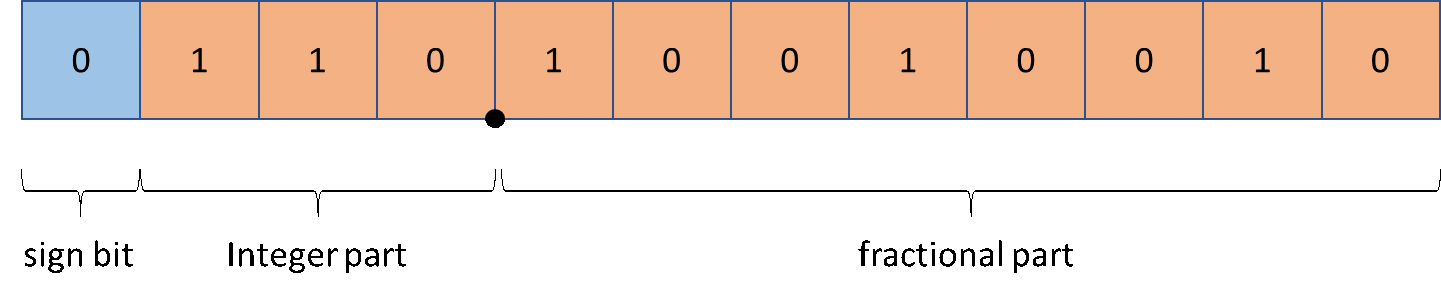 0 1 1 0 1 0 0 1 0 0 1 0
sign bit Integer part fractional part